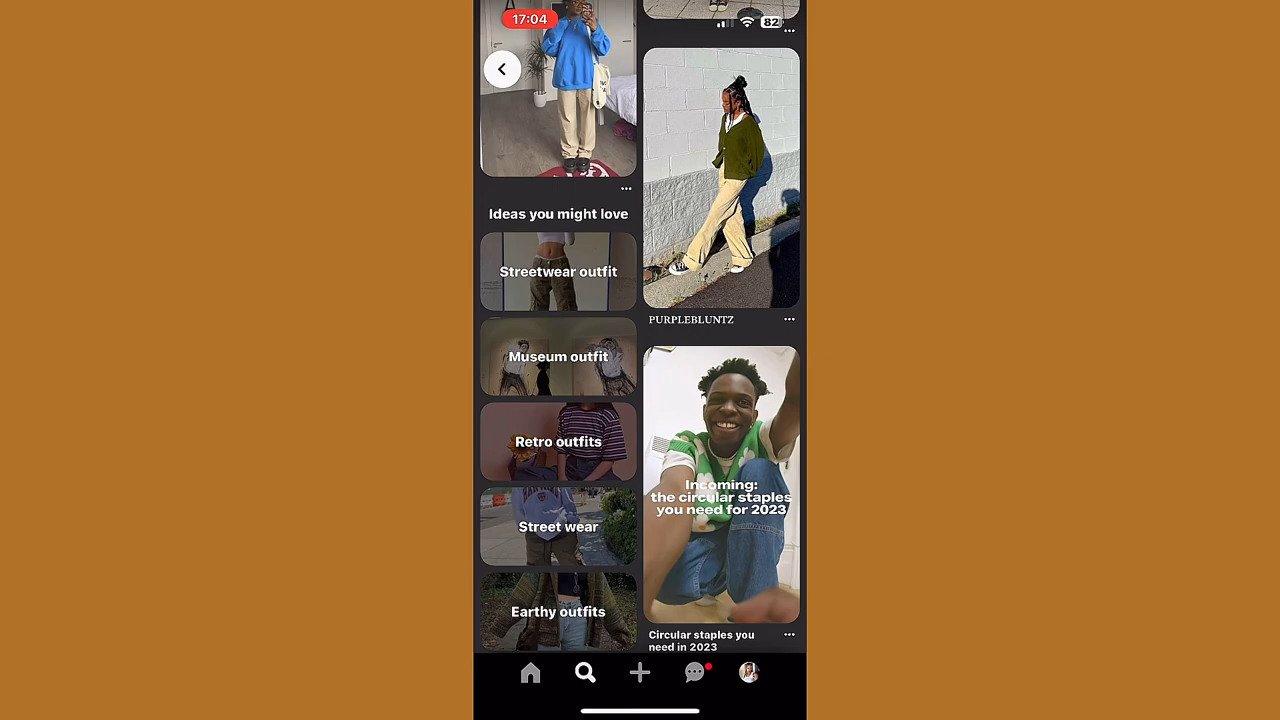 17:04
82
Ideas you might love
Streetwear outfit
Museum outfit
Retro outfits
Street wear
Earthy outfits
PURPLEBLUNTZ
Incoming:
the circular staples
you need for 2023
Circular staples you
need in 2023